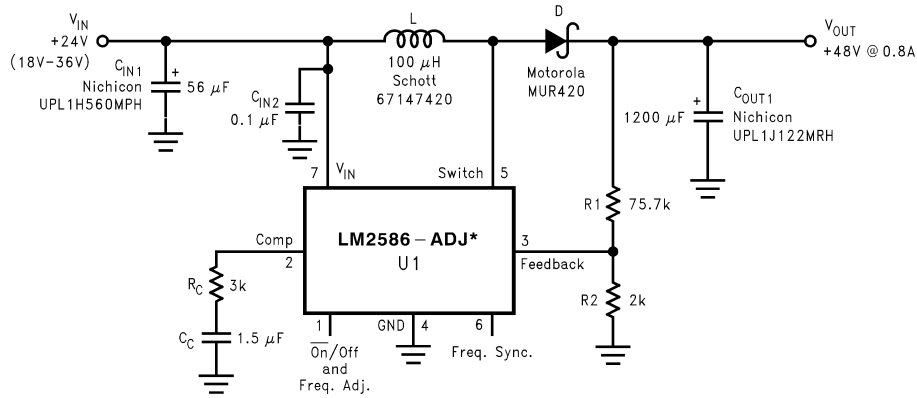 V_IN
+24V
(18V-36V)
C_IN1
Nichicon
UPL1H560MPH
+
56 μF
C_IN2
0.1 μF
L
100 μH
Schott
67147420
D
Motorola
MUR420
V_OUT
+48V @ 0.8A
1200 μF
+
C_OUT1
Nichicon
UPL1J122MRH
7
V_IN
Switch
5
R1
75.7k
LM2586-ADJ*
U1
Comp
2
3
Feedback
R_C
3k
C_C
1.5 μF
R2
2k
1
O̅n̅/Off
and
Freq. Adj.
GND
4
6
Freq. Sync.